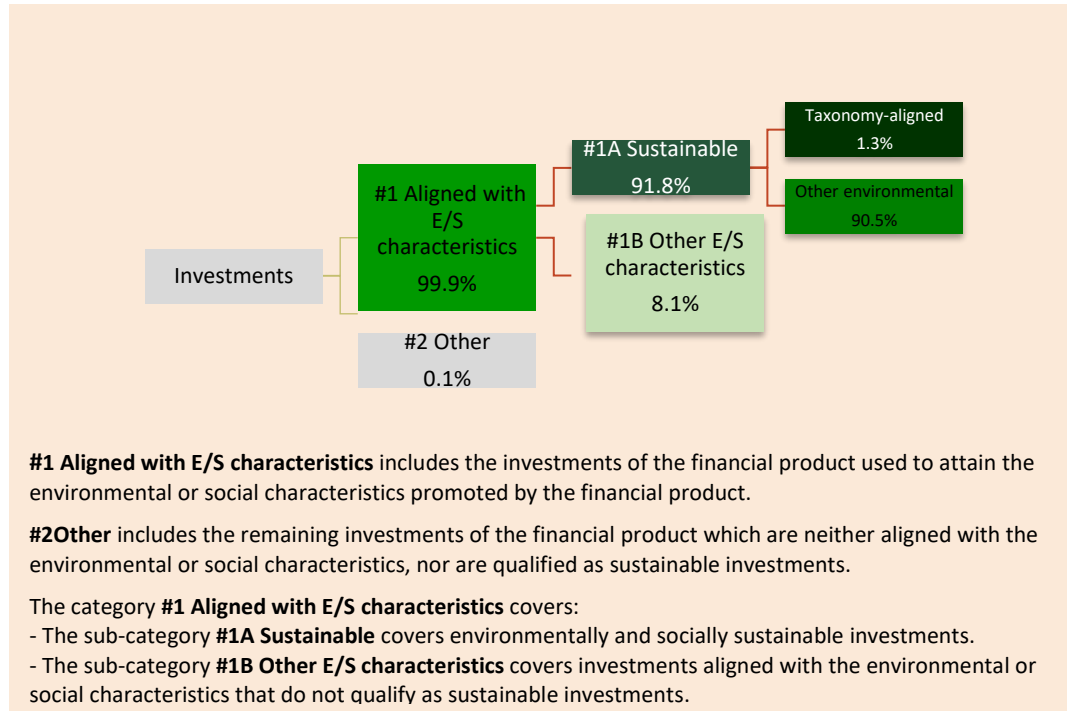 Taxonomy-aligned
1.3%
#1A Sustainable
91.8%
Other environmental
90.5%
#1 Aligned with
E/S
characteristics
99.9%
#1B Other E/S
characteristics
8.1%
Investments
#2 Other
0.1%
#1 Aligned with E/S characteristics includes the investments of the financial product used to attain the
environmental or social characteristics promoted by the financial product.
#2Other includes the remaining investments of the financial product which are neither aligned with the
environmental or social characteristics, nor are qualified as sustainable investments.
The category #1 Aligned with E/S characteristics covers:
- The sub-category #1A Sustainable covers environmentally and socially sustainable investments.
- The sub-category #1B Other E/S characteristics covers investments aligned with the environmental or
social characteristics that do not qualify as sustainable investments.